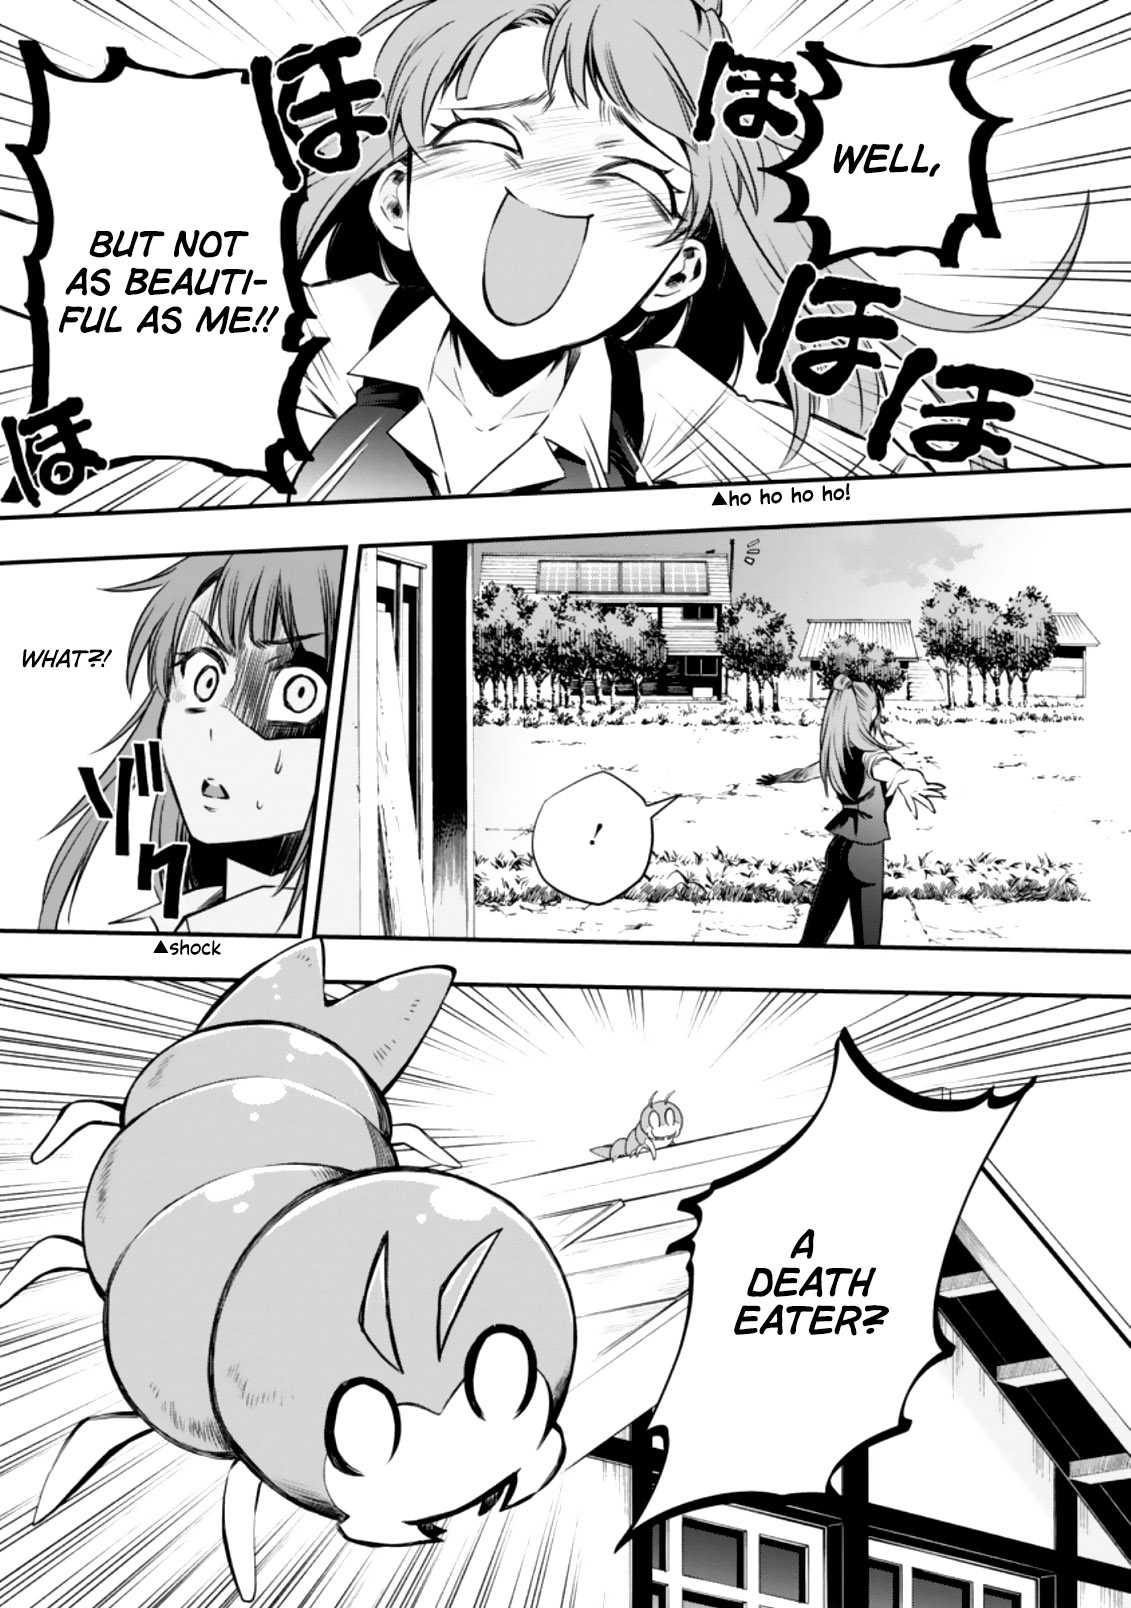 WELL,
ほ
ほ
ほ
BUT NOT
AS BEAUTI-
FUL AS ME!!
ほ
ほ
▲ho ho ho ho!
!
WHAT?!
ゾク
▲shock
A
DEATH
EATER?